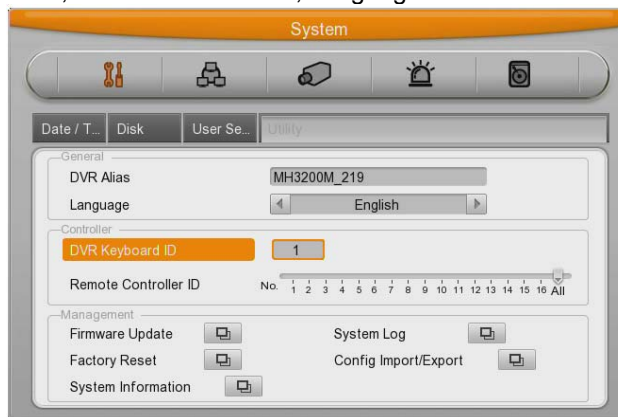 System
Date / T... Disk User Se... Utility
General
DVR Alias MH3200M_219
Language English
Controller
DVR Keyboard ID 1
Remote Controller ID No. 1 2 3 4 5 6 7 8 9 10 11 12 13 14 15 16 All
Management
Firmware Update System Log
Factory Reset Config Import/Export
System Information